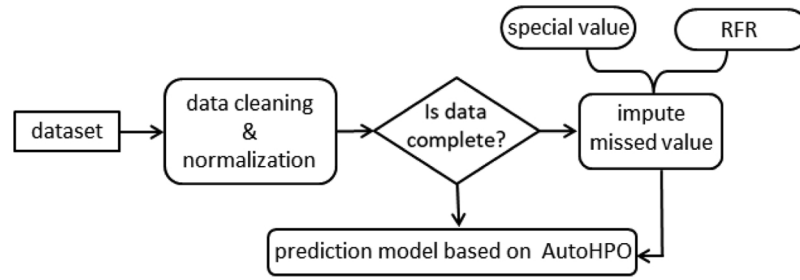 special value
RFR
dataset
data cleaning
&
normalization
Is data
complete?
impute
missed value
prediction model based on AutoHPO